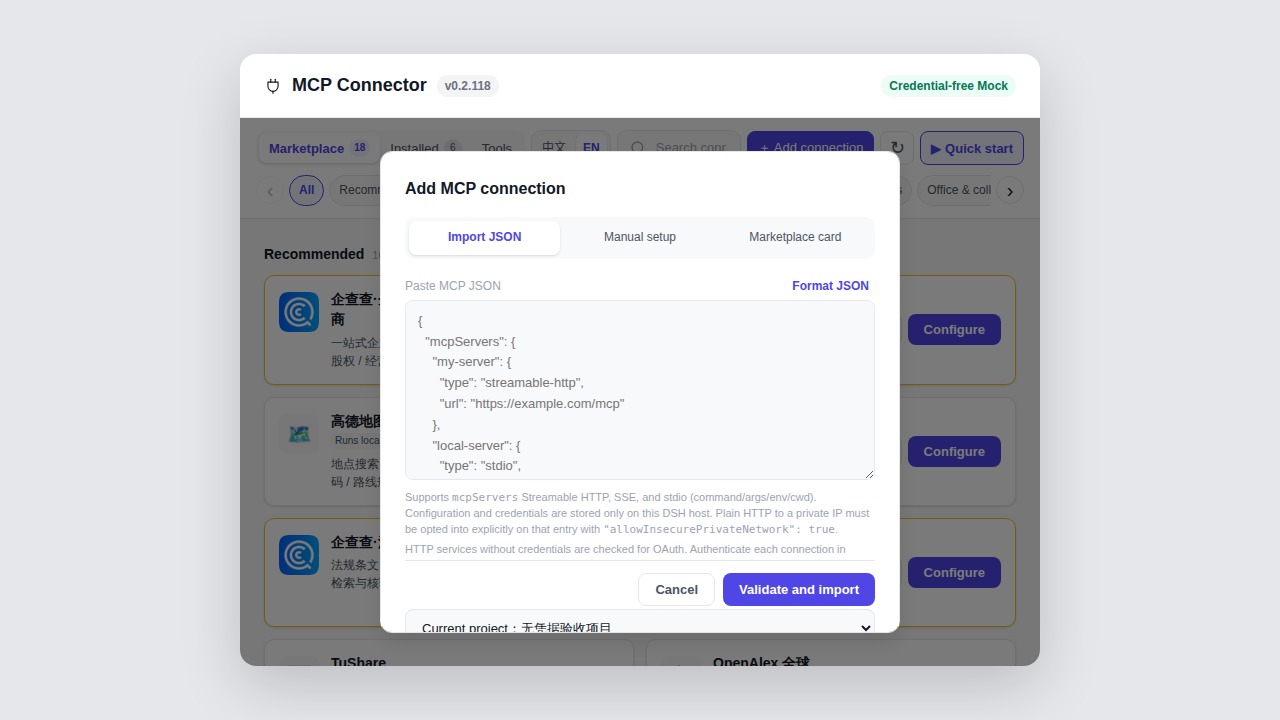 MCP Connector v0.2.118
Credential-free Mock
Marketplace 18 Installed 6 Tools 中文 EN Search conr + Add connection ↻ ▶ Quick start
‹ All Recomm Office & coll ›
Add MCP connection
Import JSON Manual setup Marketplace card
Recommended
Paste MCP JSON Format JSON
{
"mcpServers": {
"my-server": {
"type": "streamable-http",
"url": "https://example.com/mcp"
},
"local-server": {
"type": "stdio",
Supports mcpServers Streamable HTTP, SSE, and stdio (command/args/env/cwd).
Configuration and credentials are stored only on this DSH host. Plain HTTP to a private IP must
be opted into explicitly on that entry with "allowInsecurePrivateNetwork": true.
HTTP services without credentials are checked for OAuth. Authenticate each connection in
Cancel Validate and import
Current project：无凭据验收项目
企查查·
商
一站式企
股权 / 经
Configure
高德地图
Runs loca
地点搜索
码 / 路线
Configure
企查查·
法规条文
检索与核
Configure
TuShare
OpenAlex 全球